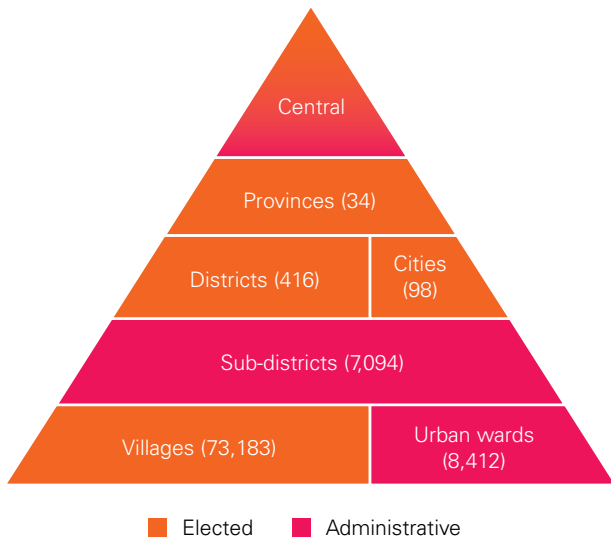 Central
Provinces (34)
Districts (416)
Cities
(98)
Sub-districts (7,094)
Villages (73,183)
Urban wards
(8,412)
Elected
Administrative